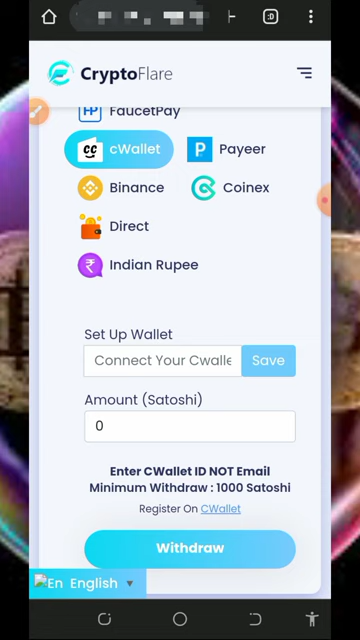 CryptoFlare
FaucetPay
cWallet
Payeer
Binance
Coinex
Direct
Indian Rupee
Set Up Wallet
Connect Your Cwalle
Save
Amount (Satoshi)
0
Enter CWallet ID NOT Email
Minimum Withdraw : 1000 Satoshi
Register On CWallet
Withdraw
En English ▼